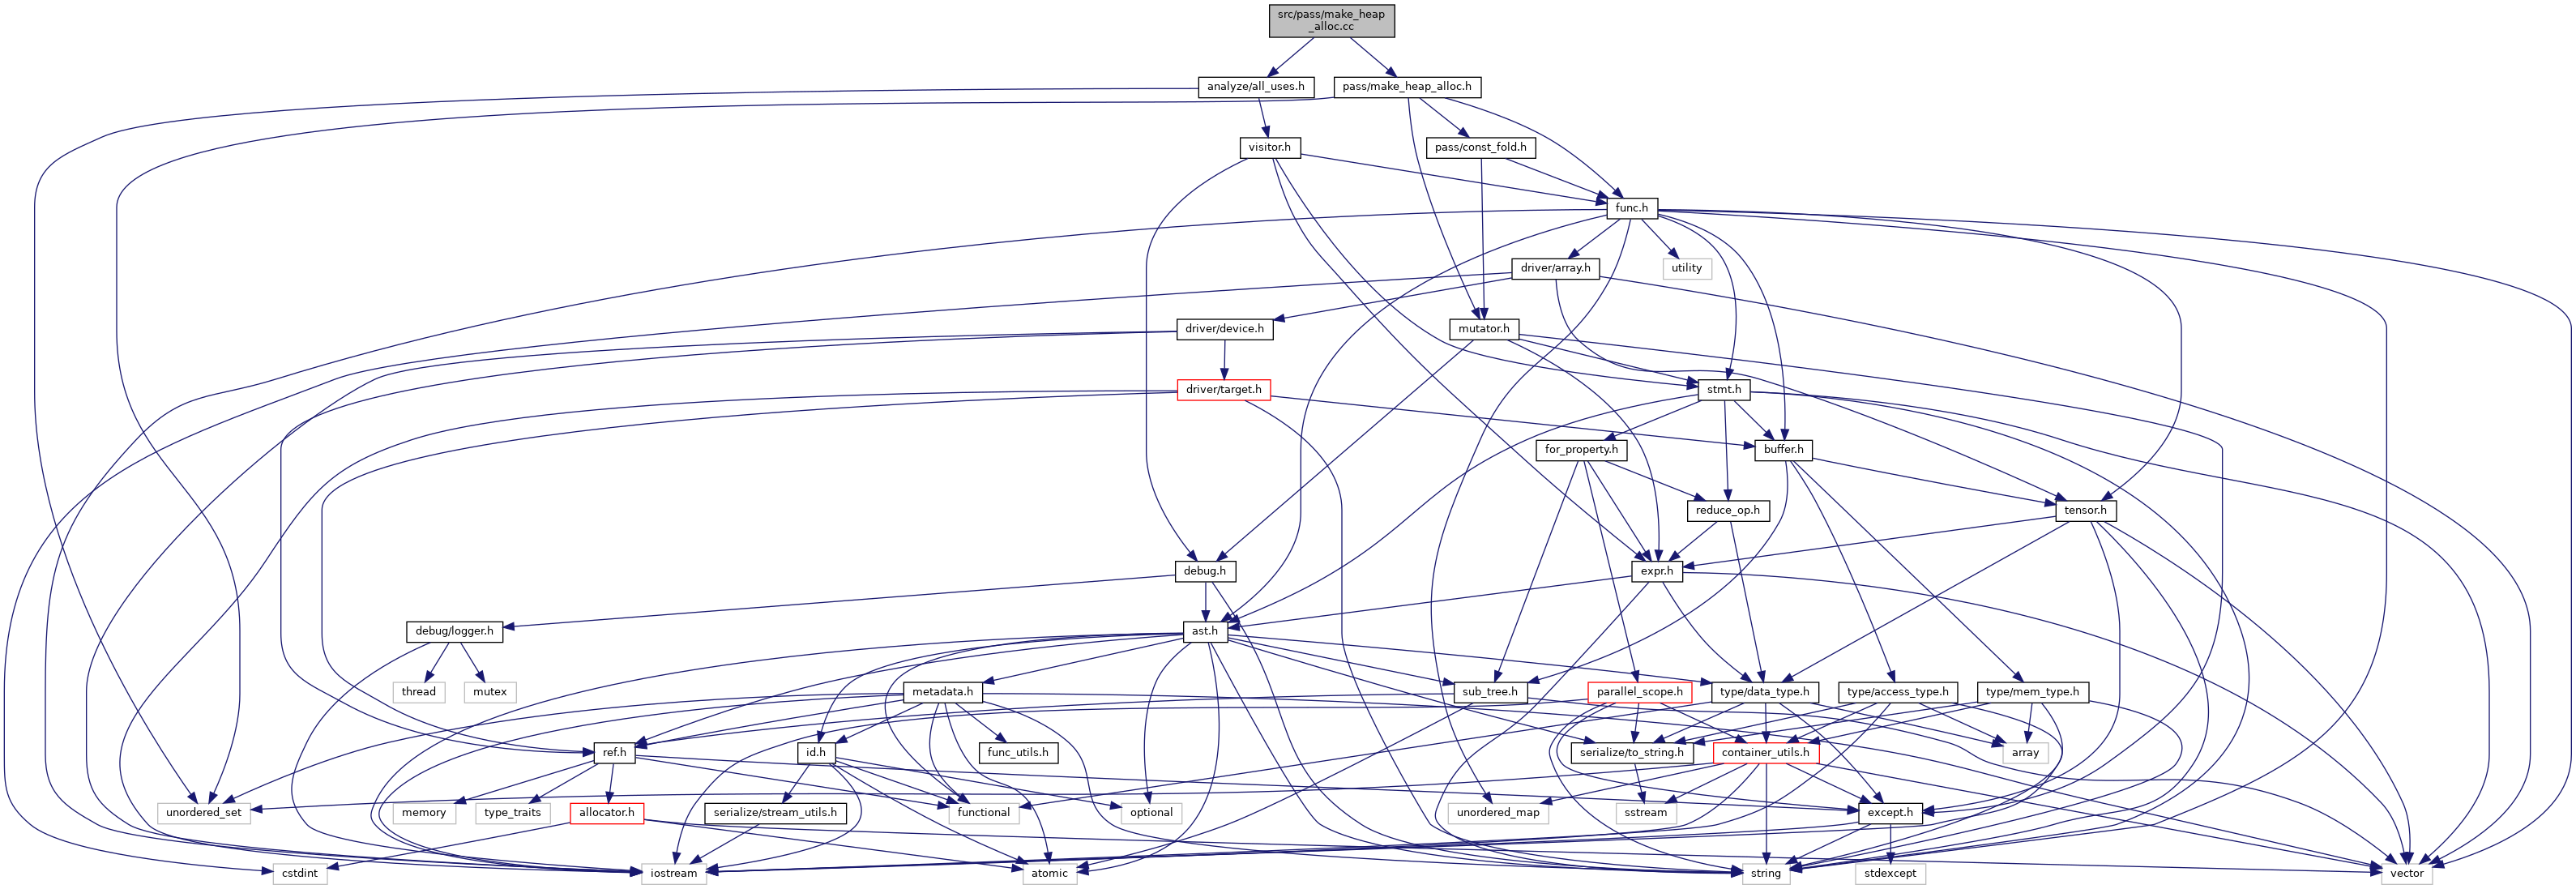 src/pass/make_heap
_alloc.cc
analyze/all_uses.h
pass/make_heap_alloc.h
visitor.h
pass/const_fold.h
func.h
driver/array.h
utility
driver/device.h
mutator.h
driver/target.h
stmt.h
for_property.h
buffer.h
reduce_op.h
tensor.h
debug.h
expr.h
debug/logger.h
ast.h
thread
mutex
metadata.h
sub_tree.h
parallel_scope.h
type/data_type.h
type/access_type.h
type/mem_type.h
ref.h
id.h
func_utils.h
serialize/to_string.h
container_utils.h
array
unordered_set
memory
type_traits
allocator.h
serialize/stream_utils.h
functional
optional
unordered_map
sstream
except.h
cstdint
iostream
atomic
string
stdexcept
vector